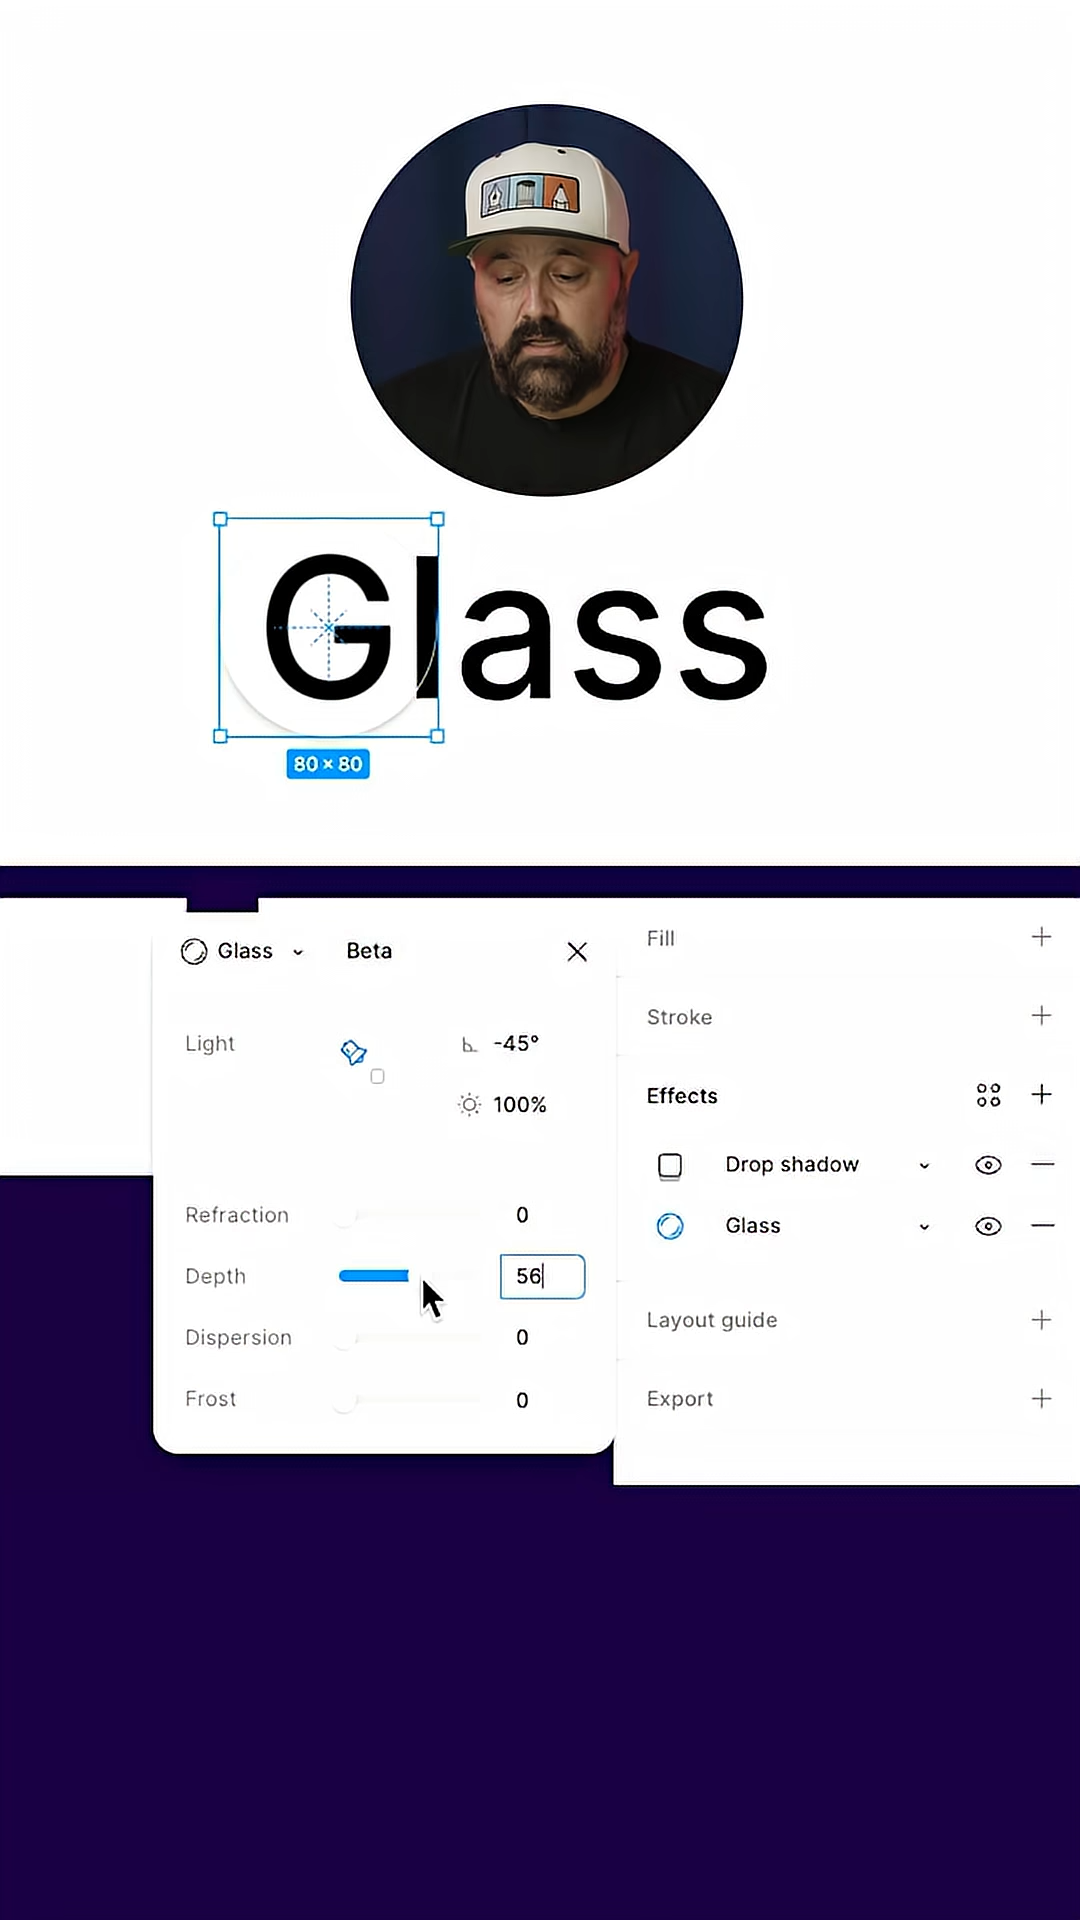 Glass
80 × 80
Glass Beta
Light -45°
100%
Refraction 0
Depth 56
Dispersion 0
Frost 0
Fill
Stroke
Effects
Drop shadow
Glass
Layout guide
Export